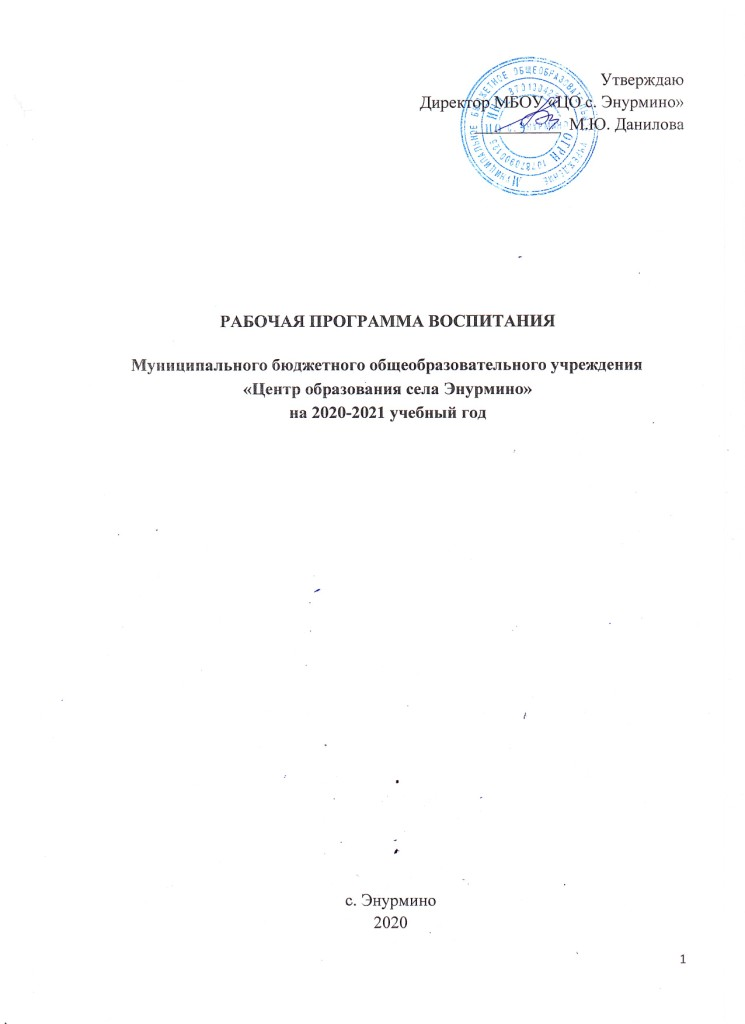 Утверждаю
Директор МБОУ «ЦО с. Энурмино»
М.Ю. Данилова
РАБОЧАЯ ПРОГРАММА ВОСПИТАНИЯ
Муниципального бюджетного общеобразовательного учреждения
«Центр образования села Энурмино»
на 2020-2021 учебный год
с. Энурмино
2020
1